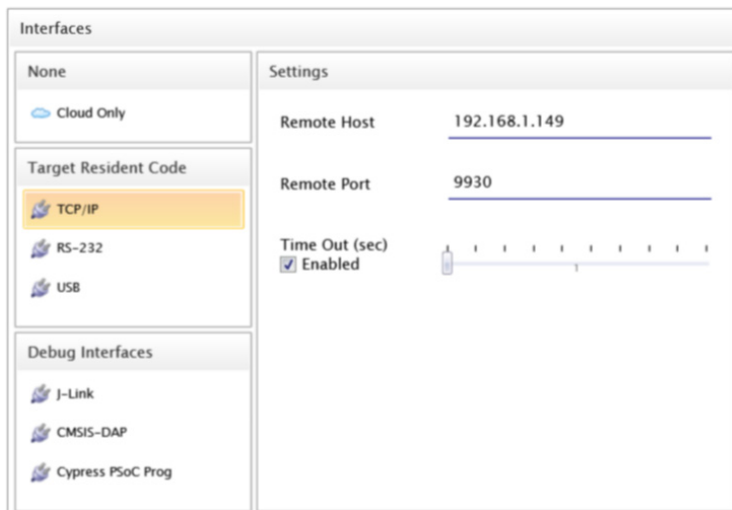 Interfaces
None
Cloud Only
Target Resident Code
TCP/IP
RS-232
USB
Debug Interfaces
J-Link
CMSIS-DAP
Cypress PSoC Prog
Settings
Remote Host 192.168.1.149
Remote Port 9930
Time Out (sec)
Enabled
1